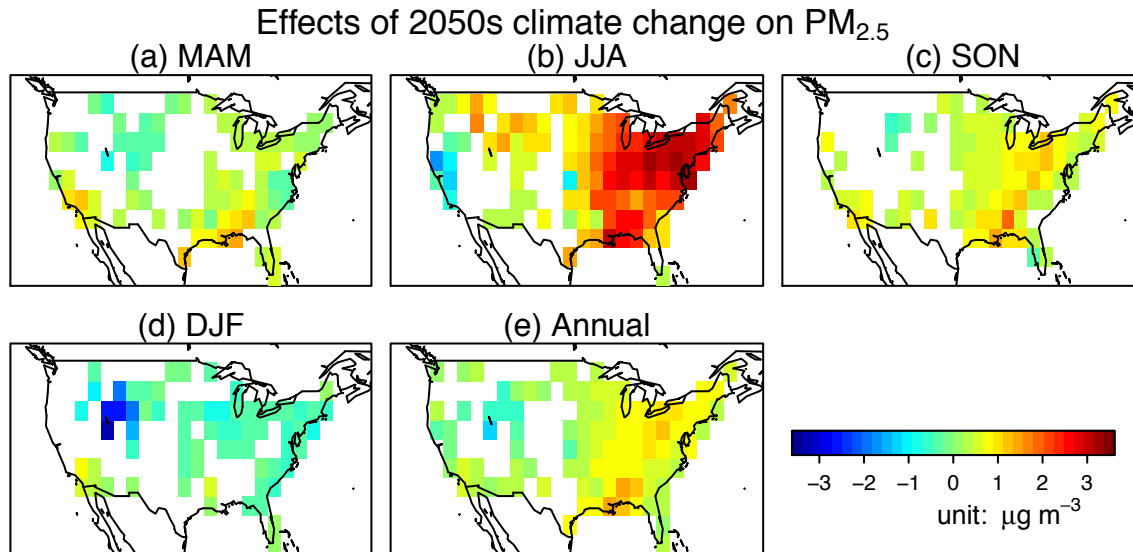 Effects of 2050s climate change on PM₂.₅
(a) MAM
(b) JJA
(c) SON
(d) DJF
(e) Annual
−3 −2 −1 0 1 2 3
unit: μg m⁻³